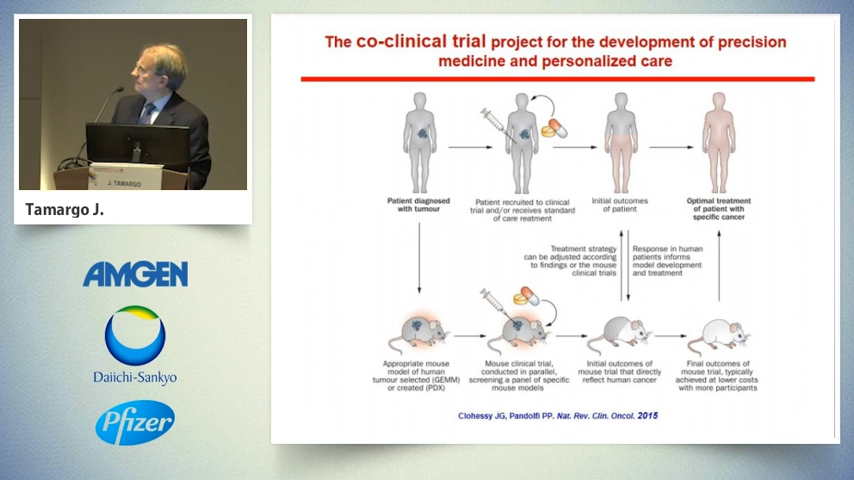 The co-clinical trial project for the development of precision
medicine and personalized care
J. TAMARGO
Tamargo J.
AMGEN
Daiichi-Sankyo
Pfizer
Patient diagnosed
with tumour
Patient recruited to clinical
trial and/or receives standard
of care reatment
Initial outcomes
of patient
Optimal treatment
of patient with
specific cancer
Treatment strategy
can be adjusted according
to findings or the mouse
clinical trials
Response in human
patients informs
model development
and treatment
Appropriate mouse
model of human
tumour selected (GEMM)
or created (PDX)
Mouse clinical trial,
conducted in parallel,
screening a panel of specific
mouse models
Initial outcomes of
mouse trial that directly
reflect human cancer
Final outcomes of
mouse trial, typically
achieved at lower costs
with more participants
Clohessy JG, Pandolfi PP. Nat. Rev. Clin. Oncol. 2015